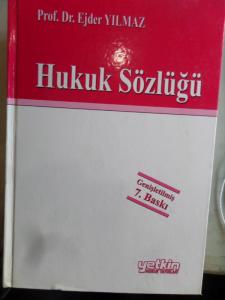 Prof. Dr. Ejder YILMAZ
Hukuk Sözlüğü
Genişletilmiş
7. Baskı
yetkin